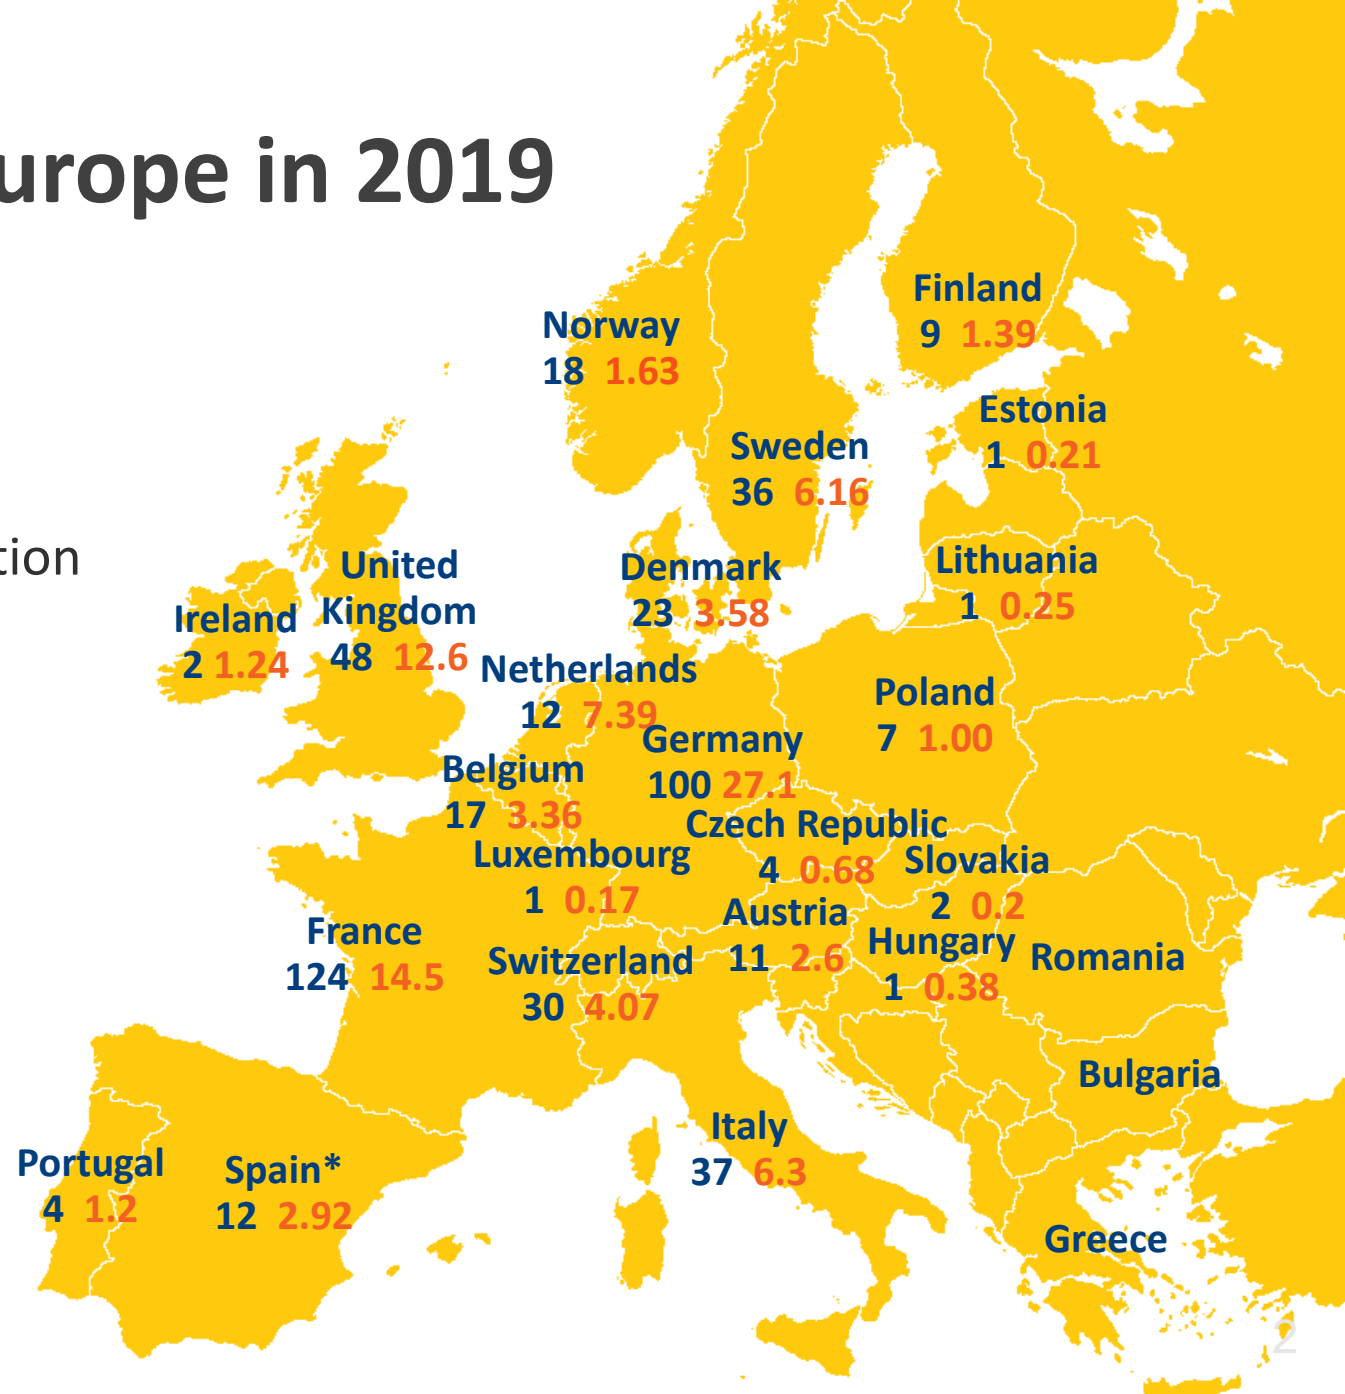 urope in 2019
tion
Norway
18 1.63
Finland
9 1.39
Sweden
36 6.16
Estonia
1 0.21
United
Kingdom
48 12.6
Ireland
2 1.24
Denmark
23 3.58
Lithuania
1 0.25
Netherlands
12 7.39
Poland
7 1.00
Germany
100 27.1
Belgium
17 3.36
Czech Republic
4 0.68
Luxembourg
1 0.17
Slovakia
2 0.2
Austria
11 2.6
France
124 14.5
Switzerland
30 4.07
Hungary
1 0.38
Romania
Bulgaria
Italy
37 6.3
Portugal
4 1.2
Spain*
12 2.92
Greece
2